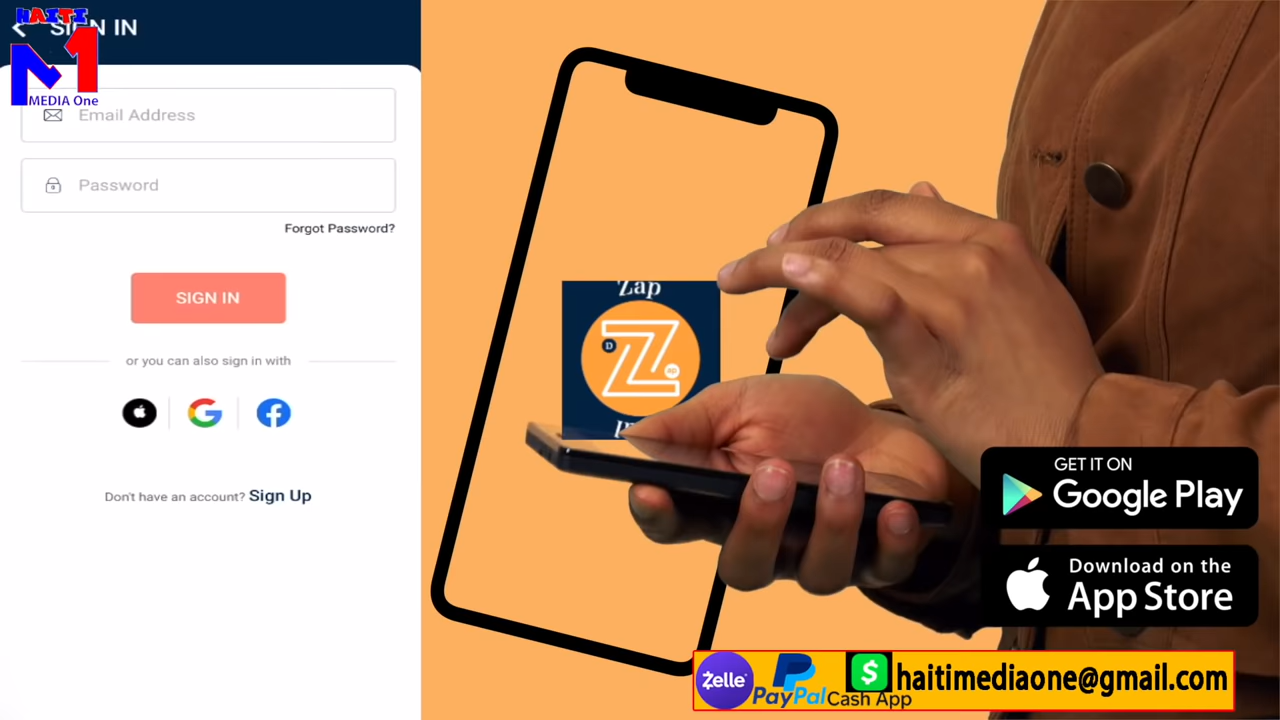 HAITI
M1
MEDIA One
SIGN IN
Email Address
Password
Forgot Password?
SIGN IN
or you can also sign in with
Don't have an account? Sign Up
Zap
D
Z
GET IT ON
Google Play
Download on the
App Store
Zelle
PayPal
$
Cash App
haitimediaone@gmail.com